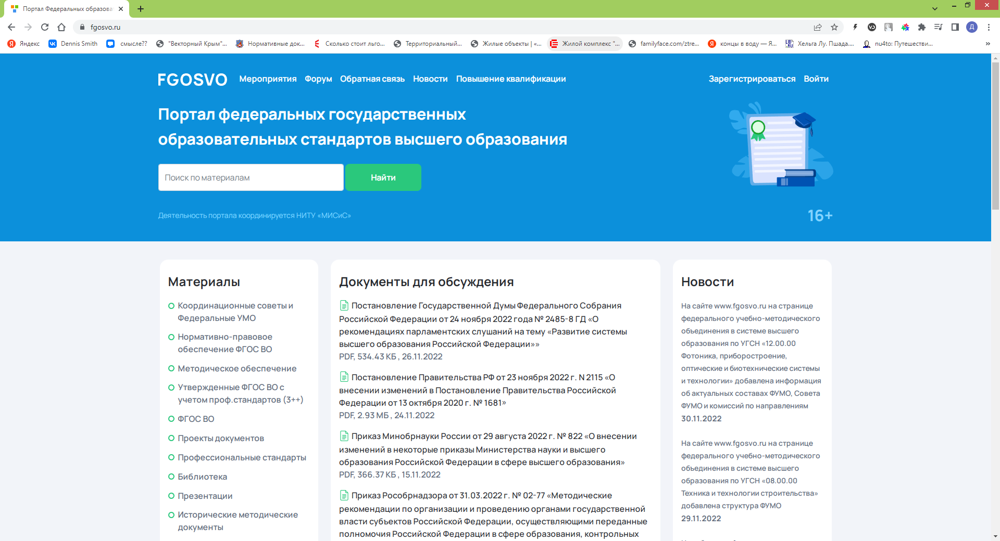 Портал Федеральных образова
fgosvo.ru
Д
Яндекс
Dennis Smith
смысле??
"Векторный Крым"...
Нормативные док...
Сколько стоит льго...
Территориальный...
Жилые объекты | «...
Жилой комплекс "...
familyface.com/ztre...
концы в воду — Я...
Хельга Лу. Пшада....
nu4to: Путешестви...
FGOSVO
Мероприятия
Форум
Обратная связь
Новости
Повышение квалификации
Зарегистрироваться
Войти
Портал федеральных государственных
образовательных стандартов высшего образования
Поиск по материалам
Найти
Деятельность портала координируется НИТУ «МИСиС»
16+
Материалы
Координационные советы и
Федеральные УМО
Нормативно-правовое
обеспечение ФГОС ВО
Методическое обеспечение
Утвержденные ФГОС ВО с
учетом проф.стандартов (3++)
ФГОС ВО
Проекты документов
Профессиональные стандарты
Библиотека
Презентации
Исторические методические
документы
Документы для обсуждения
Постановление Государственной Думы Федерального Собрания
Российской Федерации от 24 ноября 2022 года № 2485-8 ГД «О
рекомендациях парламентских слушаний на тему «Развитие системы
высшего образования Российской Федерации»»
PDF, 534.43 КБ , 26.11.2022
Постановление Правительства РФ от 23 ноября 2022 г. N 2115 «О
внесении изменений в Постановление Правительства Российской
Федерации от 13 октября 2020 г. № 1681»
PDF, 2.93 МБ , 24.11.2022
Приказ Минобрнауки России от 29 августа 2022 г. № 822 «О внесении
изменений в некоторые приказы Министерства науки и высшего
образования Российской Федерации в сфере высшего образования»
PDF, 366.37 КБ , 15.11.2022
Приказ Рособрнадзора от 31.03.2022 г. № 02-77 «Методические
рекомендации по организации и проведению органами государственной
власти субъектов Российской Федерации, осуществляющими переданные
полномочия Российской Федерации в сфере образования, контрольных
Новости
На сайте www.fgosvo.ru на странице
федерального учебно-методического
объединения в системе высшего
образования по УГСН «12.00.00
Фотоника, приборостроение,
оптические и биотехнические системы
и технологии» добавлена информация
об актуальных составах ФУМО, Совета
ФУМО и комиссий по направлениям
30.11.2022
На сайте www.fgosvo.ru на странице
федерального учебно-методического
объединения в системе высшего
образования по УГСН «08.00.00
Техника и технологии строительства»
добавлена структура ФУМО
29.11.2022